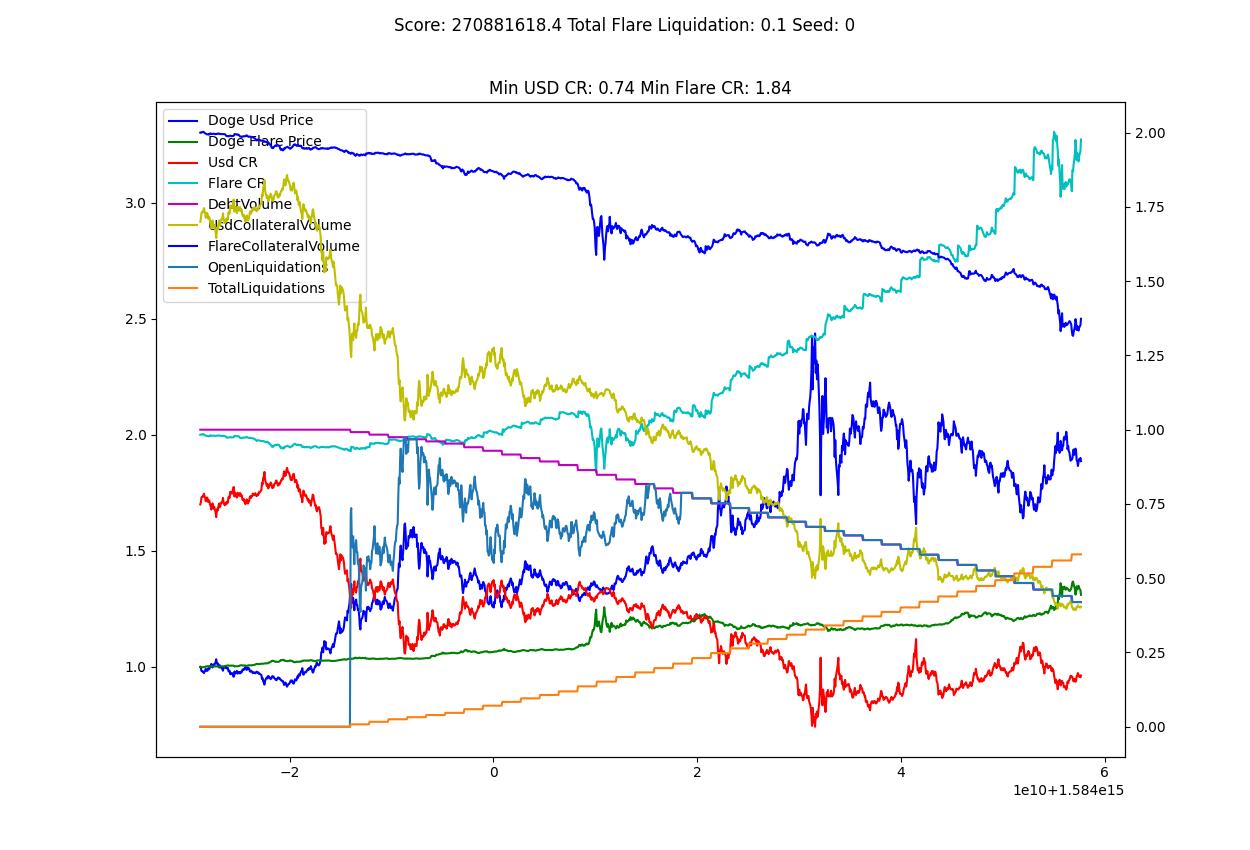 Score: 270881618.4 Total Flare Liquidation: 0.1 Seed: 0
Min USD CR: 0.74 Min Flare CR: 1.84
Doge Usd Price
Doge Flare Price
Usd CR
Flare CR
DebtVolume
UsdCollateralVolume
FlareCollateralVolume
OpenLiquidations
TotalLiquidations
3.0
2.5
2.0
1.5
1.0
2.00
1.75
1.50
1.25
1.00
0.75
0.50
0.25
0.00
−2 0 2 4 6
1e10+1.584e15